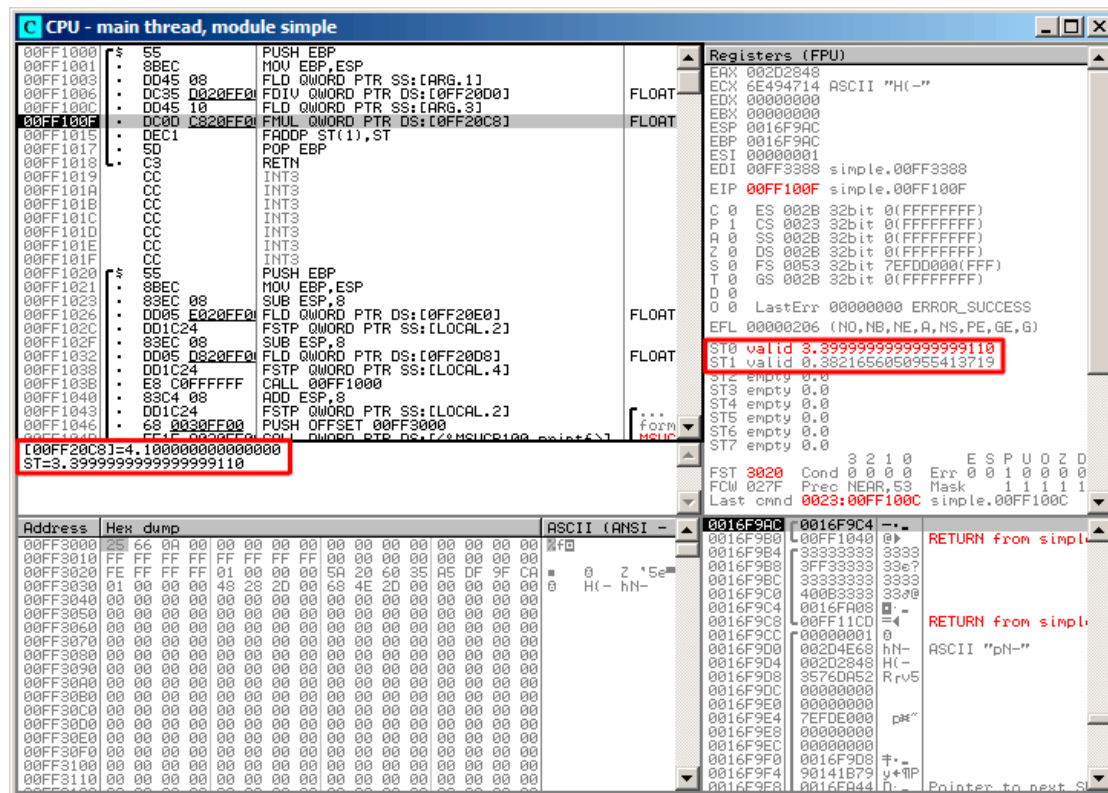 C CPU - main thread, module simple
00FF1000 $ 55 PUSH EBP
00FF1001 . 8BEC MOV EBP,ESP
00FF1003 . DD45 08 FLD QWORD PTR SS:[ARG.1]
00FF1006 . DC35 D020FF0 FDIV QWORD PTR DS:[0FF20D0] FLOAT
00FF100C . DD45 10 FLD QWORD PTR SS:[ARG.3]
00FF100F . DC0D C820FF0 FMUL QWORD PTR DS:[0FF20C8] FLOAT
00FF1015 . DEC1 FADDP ST(1),ST
00FF1017 . 5D POP EBP
00FF1018 . C3 RETN
00FF1019 CC INT3
00FF101A CC INT3
00FF101B CC INT3
00FF101C CC INT3
00FF101D CC INT3
00FF101E CC INT3
00FF101F CC INT3
00FF1020 $ 55 PUSH EBP
00FF1021 . 8BEC MOV EBP,ESP
00FF1023 . 83EC 08 SUB ESP,8
00FF1026 . DD05 E020FF0 FLD QWORD PTR DS:[0FF20E0] FLOAT
00FF102C . DD1C24 FSTP QWORD PTR SS:[LOCAL.2]
00FF102F . 83EC 08 SUB ESP,8
00FF1032 . DD05 D820FF0 FLD QWORD PTR DS:[0FF20D8] FLOAT
00FF1038 . DD1C24 FSTP QWORD PTR SS:[LOCAL.4]
00FF103B . E8 C0FFFFFF CALL 00FF1000
00FF1040 . 83C4 08 ADD ESP,8
00FF1043 . DD1C24 FSTP QWORD PTR SS:[LOCAL.2]
00FF1046 . 68 0030FF00 PUSH OFFSET 00FF3000 form
[00FF20C8]=4.100000000000000
ST=3.3999999999999999110
Registers (FPU)
EAX 002D2848
ECX 6E494714 ASCII "H(-"
EDX 00000000
EBX 00000000
ESP 0016F9AC
EBP 0016F9AC
ESI 00000001
EDI 00FF3388 simple.00FF3388
EIP 00FF100F simple.00FF100F
C 0 ES 002B 32bit 0(FFFFFFFF)
P 1 CS 0023 32bit 0(FFFFFFFF)
A 0 SS 002B 32bit 0(FFFFFFFF)
Z 0 DS 002B 32bit 0(FFFFFFFF)
S 0 FS 0053 32bit 7EFDD000(FFF)
T 0 GS 002B 32bit 0(FFFFFFFF)
D 0
O 0 LastErr 00000000 ERROR_SUCCESS
EFL 00000206 (NO,NB,NE,A,NS,PE,GE,G)
ST0 valid 3.3999999999999999110
ST1 valid 0.3821656050955413719
ST2 empty 0.0
ST3 empty 0.0
ST4 empty 0.0
ST5 empty 0.0
ST6 empty 0.0
ST7 empty 0.0
3 2 1 0 E S P U O Z D
FST 3020 Cond 0 0 0 0 Err 0 0 1 0 0 0 0
FCW 027F Prec NEAR,53 Mask 1 1 1 1 1
Last cmnd 0023:00FF100C simple.00FF100C
Address Hex dump ASCII (ANSI -
00FF3000 25 66 0A 00 00 00 00 00 00 00 00 00 00 00 00 00 %f
00FF3010 FF FF FF FF FF FF FF FF 00 00 00 00 00 00 00 00
00FF3020 FE FF FF FF 01 00 00 00 5A 20 60 35 A5 DF 9F CA
00FF3030 01 00 00 00 48 28 2D 00 68 4E 2D 00 00 00 00 00 H(- hN-
00FF3040 00 00 00 00 00 00 00 00 00 00 00 00 00 00 00 00
00FF3050 00 00 00 00 00 00 00 00 00 00 00 00 00 00 00 00
00FF3060 00 00 00 00 00 00 00 00 00 00 00 00 00 00 00 00
00FF3070 00 00 00 00 00 00 00 00 00 00 00 00 00 00 00 00
00FF3080 00 00 00 00 00 00 00 00 00 00 00 00 00 00 00 00
00FF3090 00 00 00 00 00 00 00 00 00 00 00 00 00 00 00 00
00FF30A0 00 00 00 00 00 00 00 00 00 00 00 00 00 00 00 00
00FF30B0 00 00 00 00 00 00 00 00 00 00 00 00 00 00 00 00
00FF30C0 00 00 00 00 00 00 00 00 00 00 00 00 00 00 00 00
00FF30D0 00 00 00 00 00 00 00 00 00 00 00 00 00 00 00 00
00FF30E0 00 00 00 00 00 00 00 00 00 00 00 00 00 00 00 00
00FF30F0 00 00 00 00 00 00 00 00 00 00 00 00 00 00 00 00
00FF3100 00 00 00 00 00 00 00 00 00 00 00 00 00 00 00 00
00FF3110 00 00 00 00 00 00 00 00 00 00 00 00 00 00 00 00
0016F9AC 0016F9C4
0016F9B0 00FF1040 RETURN from simpl
0016F9B4 33333333 3333
0016F9B8 3FF33333 33e?
0016F9BC 33333333 3333
0016F9C0 400B3333
0016F9C4 0016FA08
0016F9C8 00FF11CD RETURN from simpl
0016F9CC 00000001
0016F9D0 002D4E68 hN- ASCII "pN-"
0016F9D4 002D2848 H(-
0016F9D8 3576DA52
0016F9DC 00000000
0016F9E0 00000000
0016F9E4 7EFDE000
0016F9E8 00000000
0016F9EC 00000000
0016F9F0 0016F9D8
0016F9F4 90141B79